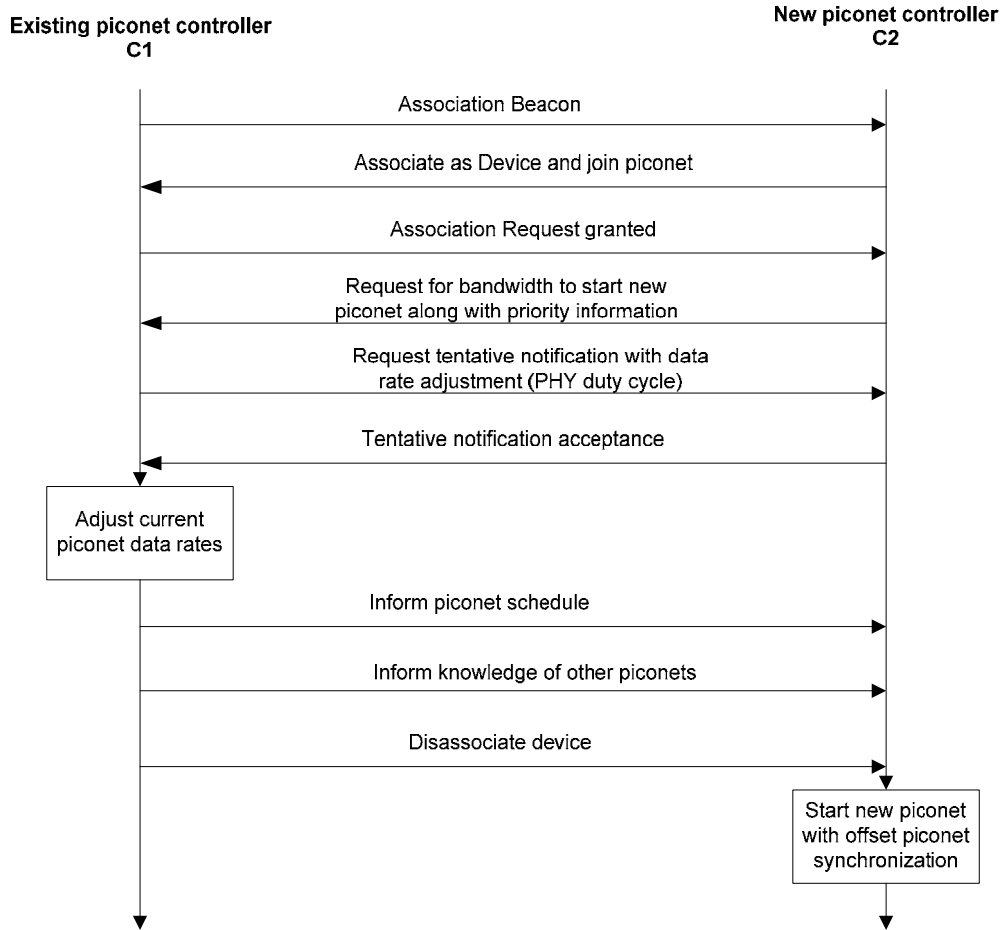 Existing piconet controller
C1
New piconet controller
C2
Association Beacon
Associate as Device and join piconet
Association Request granted
Request for bandwidth to start new
piconet along with priority information
Request tentative notification with data
rate adjustment (PHY duty cycle)
Tentative notification acceptance
Adjust current
piconet data rates
Inform piconet schedule
Inform knowledge of other piconets
Disassociate device
Start new piconet
with offset piconet
synchronization